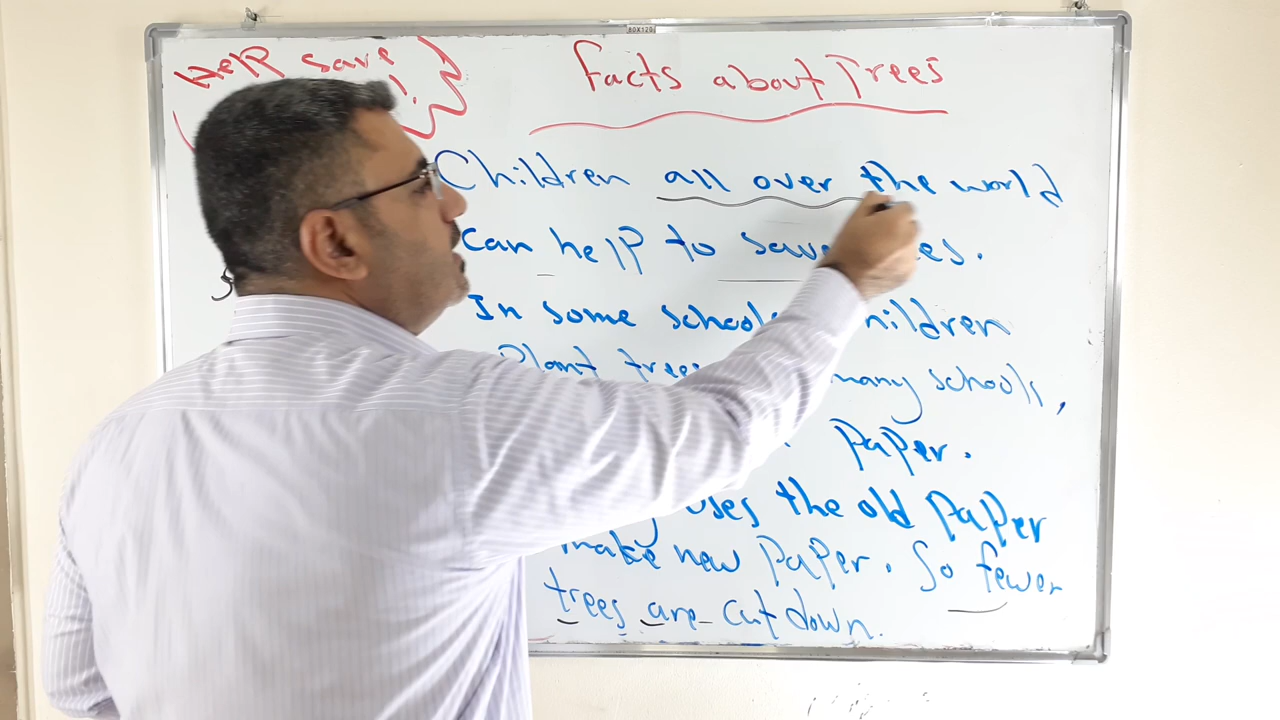 80X120
Help save
Facts about Trees
Children all over the world
can help to save
In some schools children
Plant trees many schools,
Paper.
uses the old paper
make new paper. So fewer
trees are cut down.